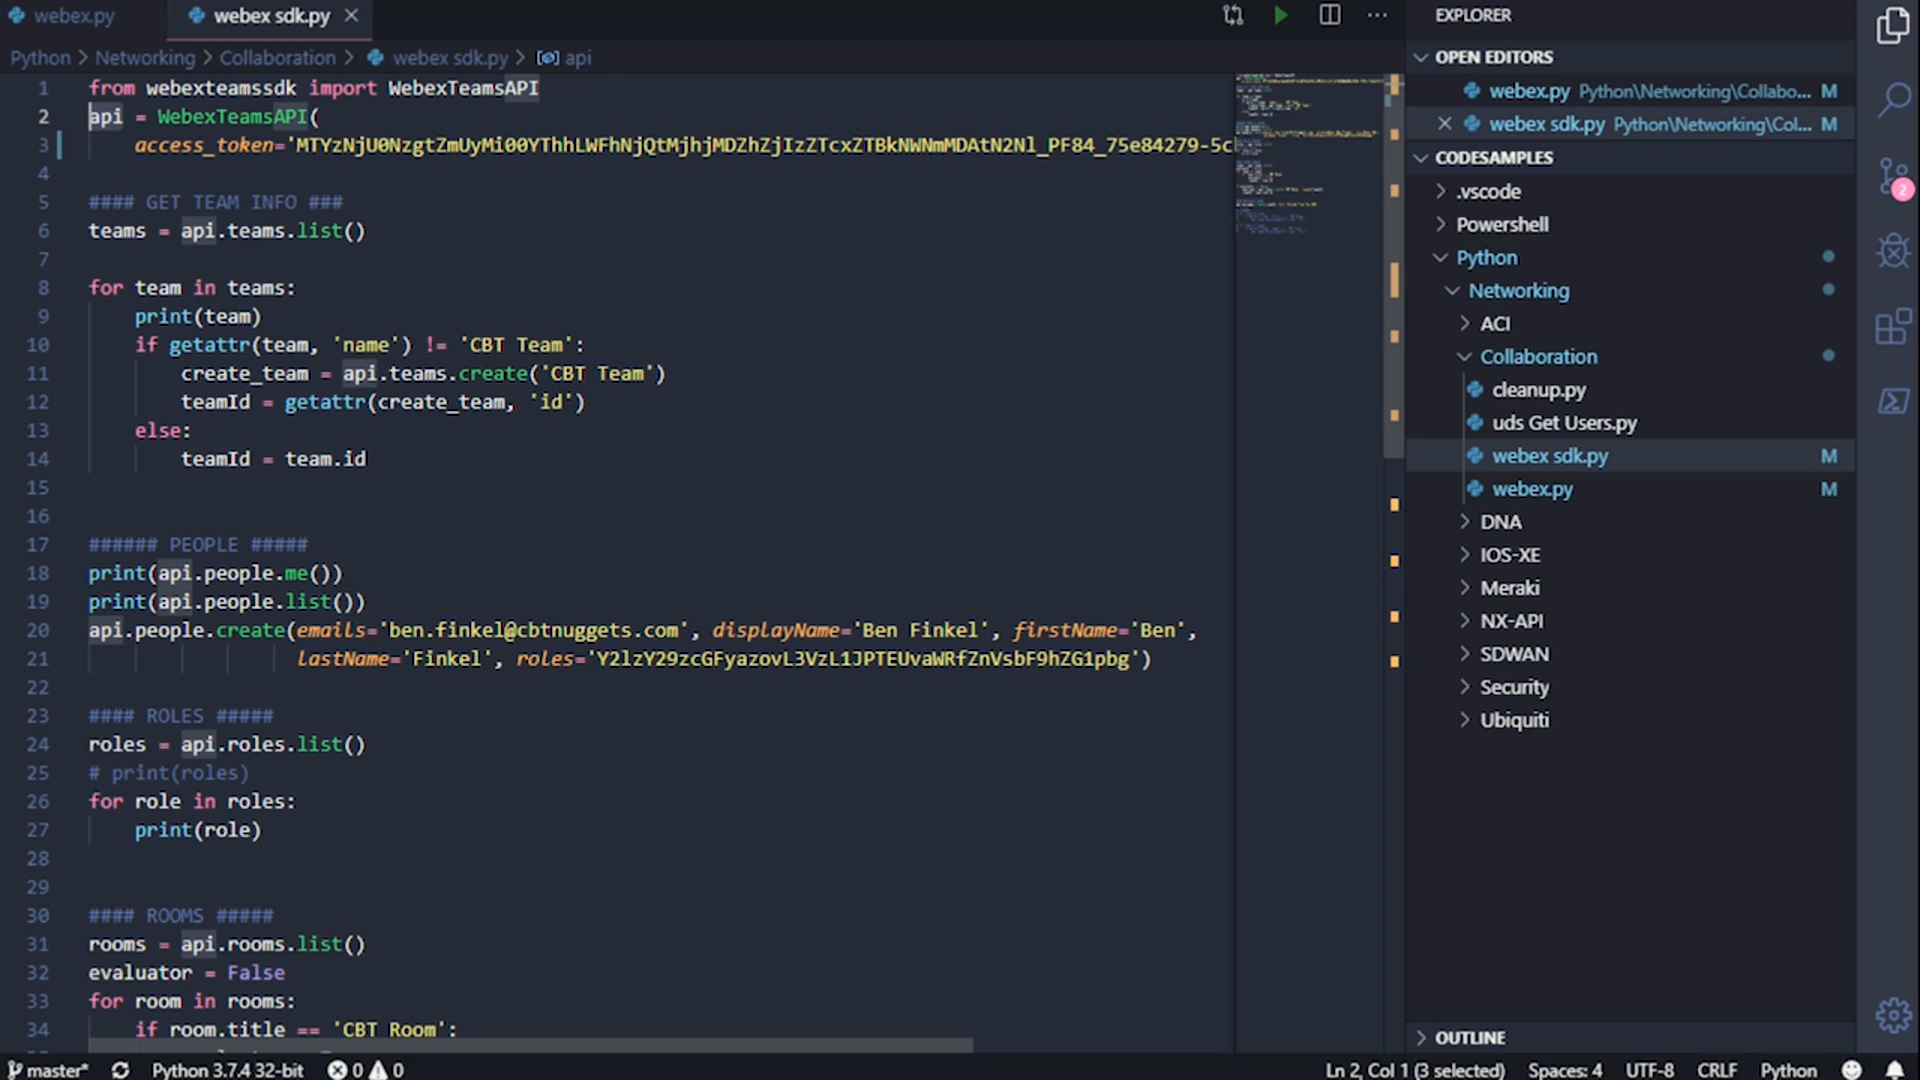 webex.py
webex sdk.py
EXPLORER
Python > Networking > Collaboration > webex sdk.py > api
OPEN EDITORS
webex.py Python\Networking\Collabo... M
webex sdk.py Python\Networking\Col... M
CODESAMPLES
.vscode
Powershell
Python
Networking
ACI
Collaboration
cleanup.py
uds Get Users.py
webex sdk.py M
webex.py M
DNA
IOS-XE
Meraki
NX-API
SDWAN
Security
Ubiquiti
OUTLINE
2
1 from webexteamssdk import WebexTeamsAPI
2 api = WebexTeamsAPI(
3 access_token='MTYzNjU0NzgtZmUyMi00YThhLWFhNjQtMjhjMDZhZjIzZTcxZTBkNWNmMDAtN2Nl_PF84_75e84279-5c
4
5 #### GET TEAM INFO ###
6 teams = api.teams.list()
7
8 for team in teams:
9 print(team)
10 if getattr(team, 'name') != 'CBT Team':
11 create_team = api.teams.create('CBT Team')
12 teamId = getattr(create_team, 'id')
13 else:
14 teamId = team.id
15
16
17 ###### PEOPLE #####
18 print(api.people.me())
19 print(api.people.list())
20 api.people.create(emails='ben.finkel@cbtnuggets.com', displayName='Ben Finkel', firstName='Ben',
21 lastName='Finkel', roles='Y2lzY29zcGFyazovL3VzL1JPTEUvaWRfZnVsbF9hZG1pbg')
22
23 #### ROLES #####
24 roles = api.roles.list()
25 # print(roles)
26 for role in roles:
27 print(role)
28
29
30 #### ROOMS #####
31 rooms = api.rooms.list()
32 evaluator = False
33 for room in rooms:
34 if room.title == 'CBT Room':
master* Python 3.7.4 32-bit 0 0 Ln 2, Col 1 (3 selected) Spaces: 4 UTF-8 CRLF Python